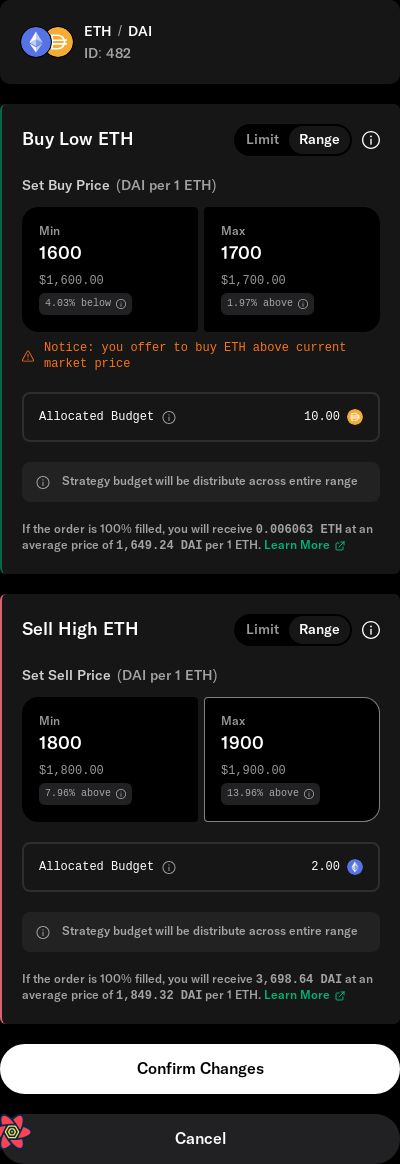 ETH / DAI
ID: 482
Buy Low ETH
Limit Range
Set Buy Price (DAI per 1 ETH)
Min
1600
$1,600.00
4.03% below
Max
1700
$1,700.00
1.97% above
Notice: you offer to buy ETH above current
market price
Allocated Budget 10.00
Strategy budget will be distribute across entire range
If the order is 100% filled, you will receive 0.006063 ETH at an
average price of 1,649.24 DAI per 1 ETH. Learn More
Sell High ETH
Limit Range
Set Sell Price (DAI per 1 ETH)
Min
1800
$1,800.00
7.96% above
Max
1900
$1,900.00
13.96% above
Allocated Budget 2.00
Strategy budget will be distribute across entire range
If the order is 100% filled, you will receive 3,698.64 DAI at an
average price of 1,849.32 DAI per 1 ETH. Learn More
Confirm Changes
Cancel